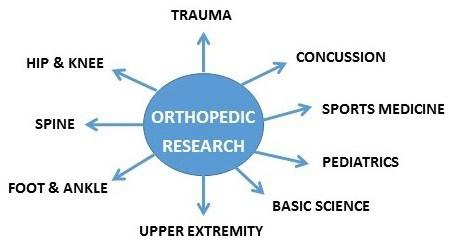 TRAUMA
CONCUSSION
HIP & KNEE
SPORTS MEDICINE
ORTHOPEDIC
RESEARCH
SPINE
PEDIATRICS
FOOT & ANKLE
BASIC SCIENCE
UPPER EXTREMITY